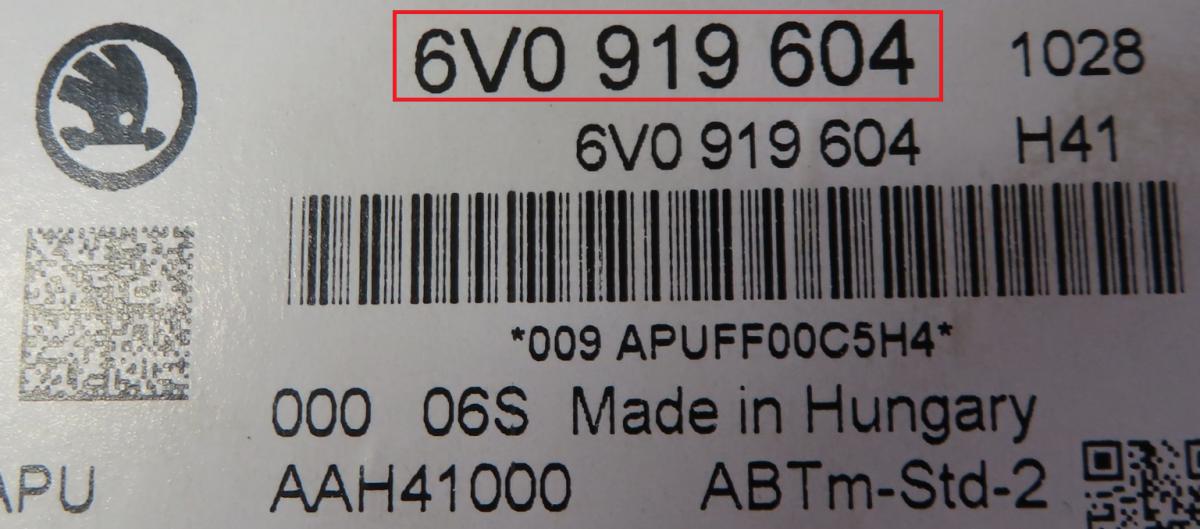 6V0 919 604 1028
6V0 919 604 H41
*009 APUFF00C5H4*
000 06S Made in Hungary
APU AAH41000 ABTm-Std-2